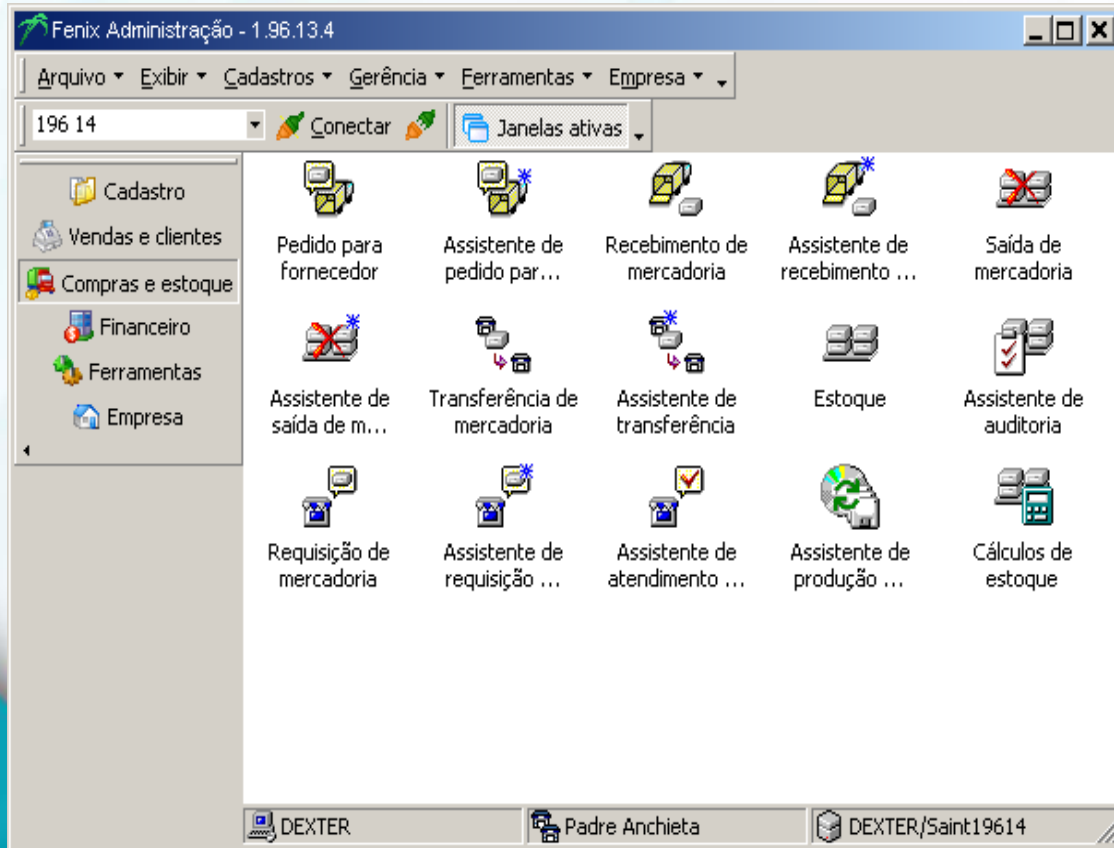 Fenix Administração - 1.96.13.4
Arquivo Exibir Cadastros Gerência Ferramentas Empresa
196 14 Conectar Janelas ativas
Cadastro
Vendas e clientes
Compras e estoque
Financeiro
Ferramentas
Empresa
Pedido para
fornecedor
Assistente de
pedido par...
Recebimento de
mercadoria
Assistente de
recebimento ...
Saída de
mercadoria
Assistente de
saída de m...
Transferência de
mercadoria
Assistente de
transferência
Estoque
Assistente de
auditoria
Requisição de
mercadoria
Assistente de
requisição ...
Assistente de
atendimento ...
Assistente de
produção ...
Cálculos de
estoque
DEXTER Padre Anchieta DEXTER/Saint19614